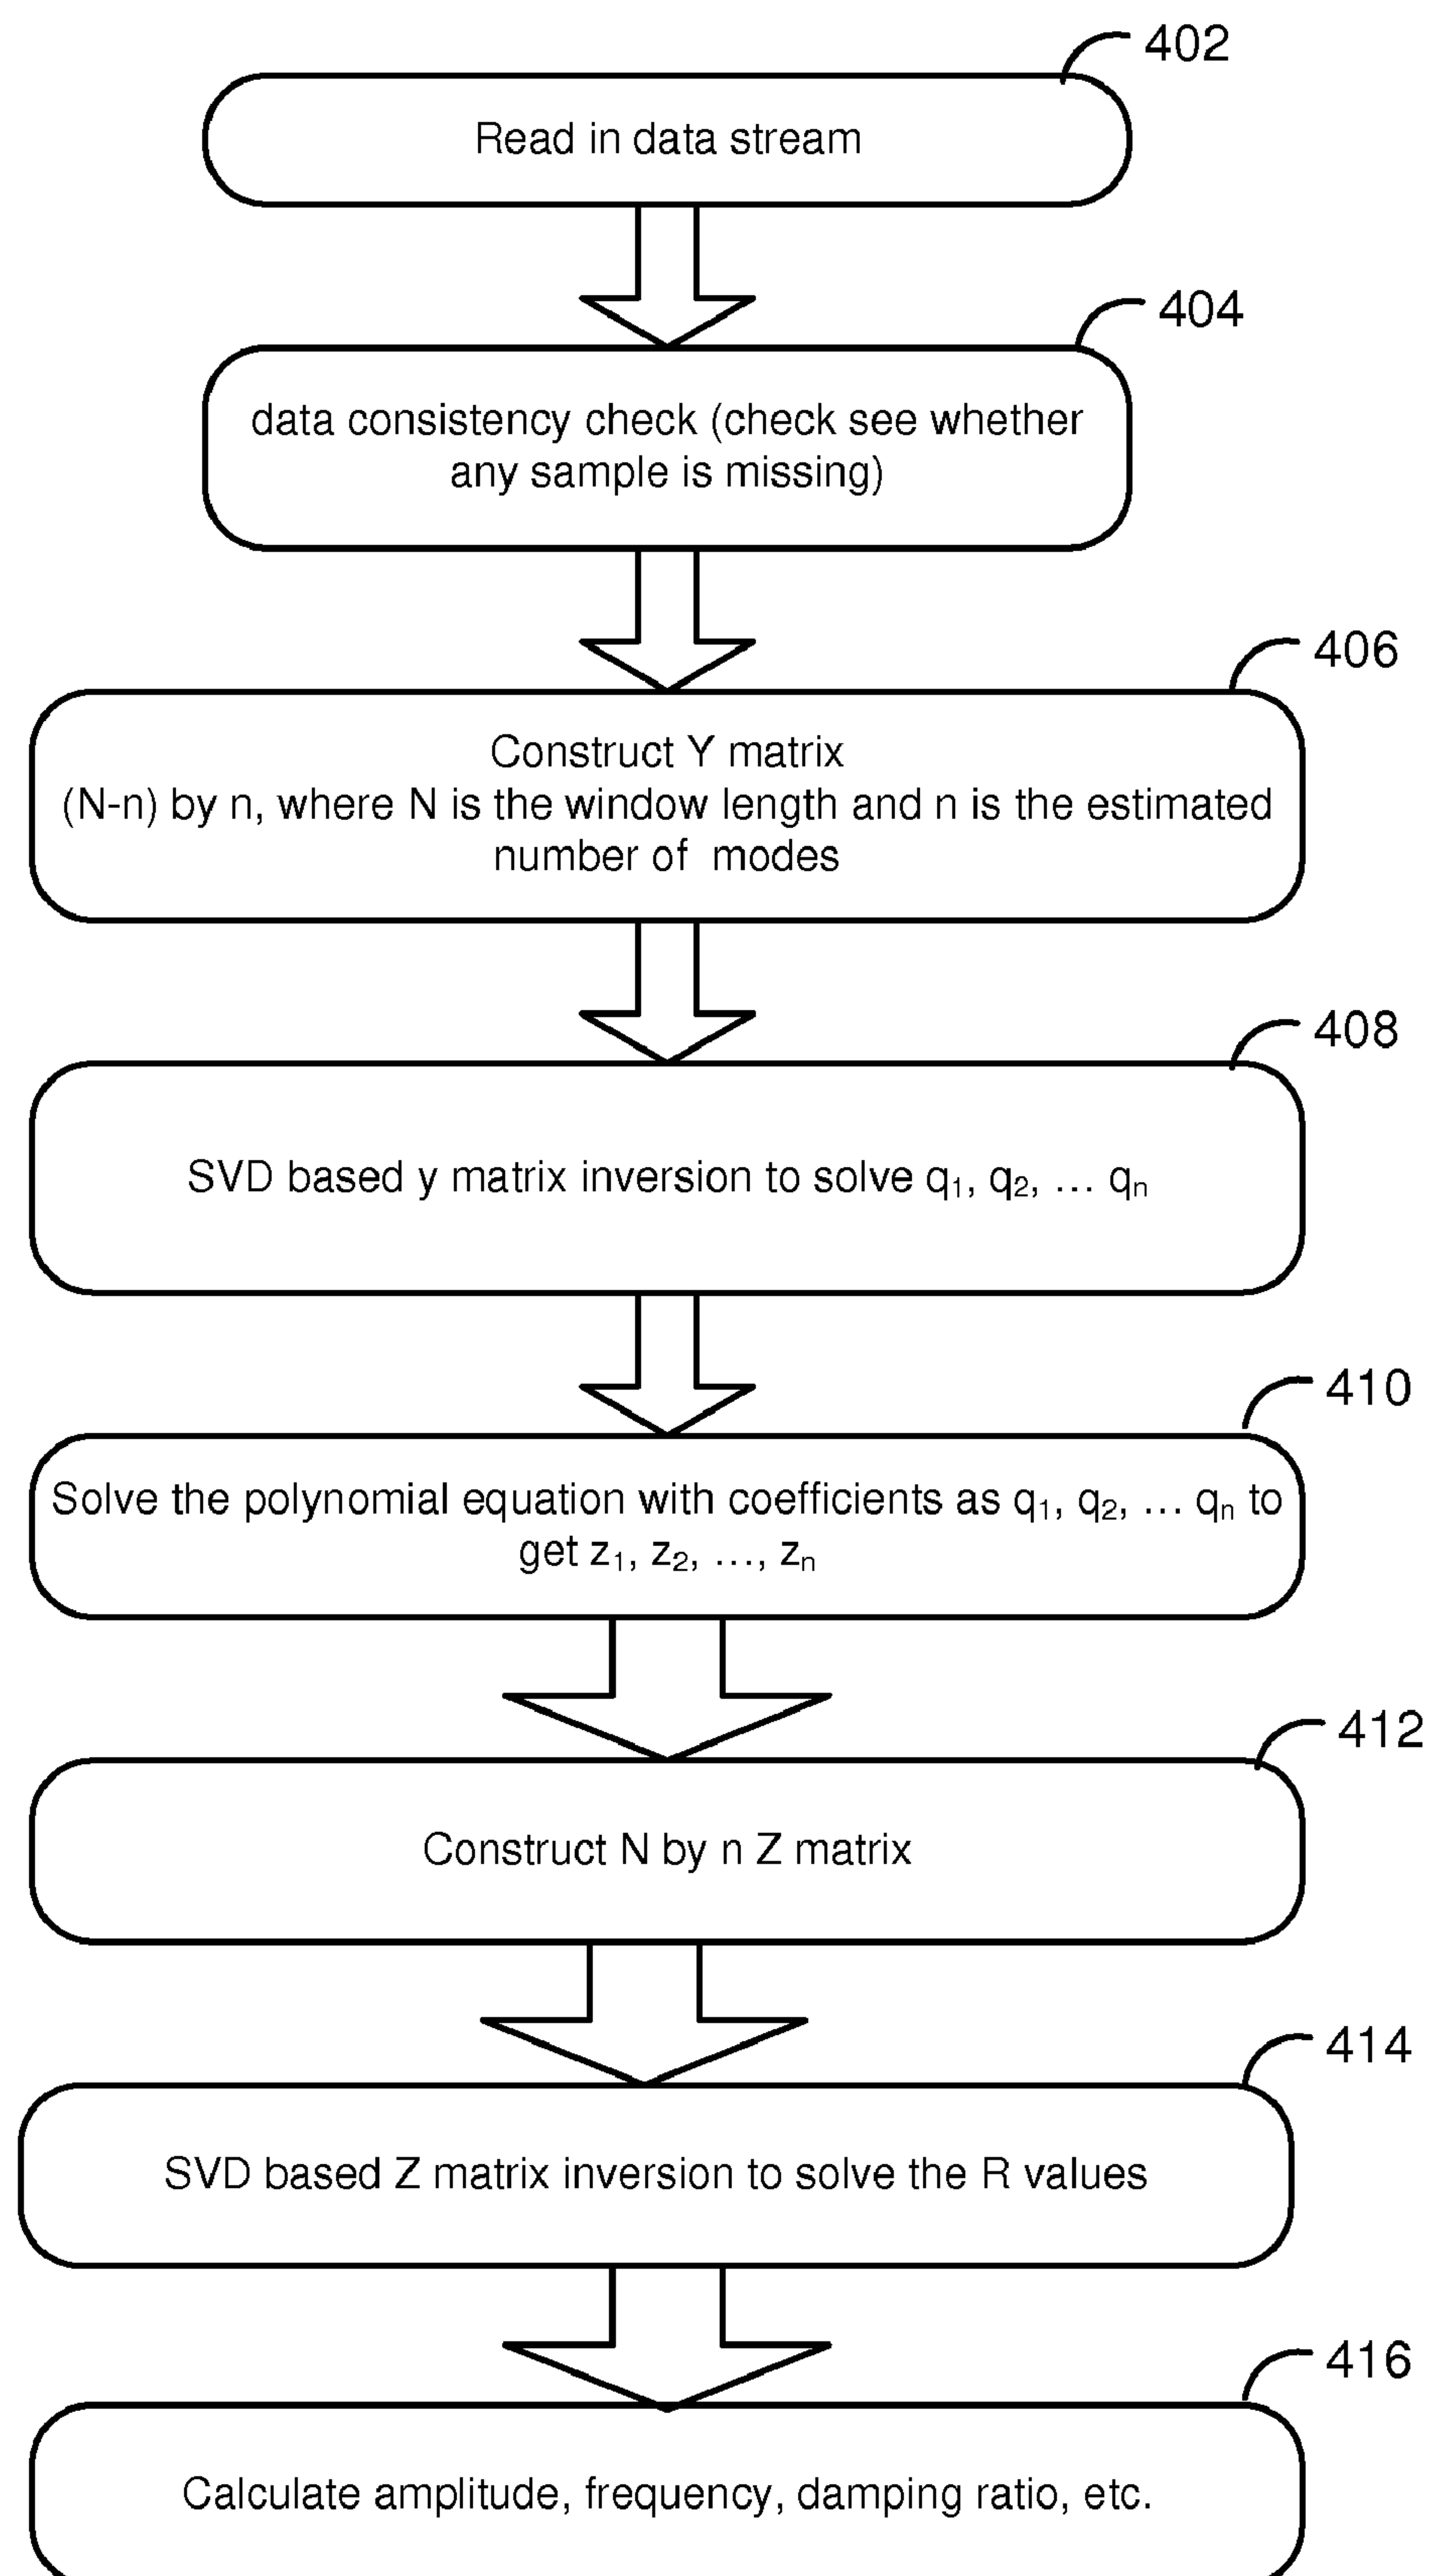 402
Read in data stream
404
data consistency check (check see whether
any sample is missing)
406
Construct Y matrix
(N-n) by n, where N is the window length and n is the estimated
number of modes
408
SVD based y matrix inversion to solve q₁, q₂, … qₙ
410
Solve the polynomial equation with coefficients as q₁, q₂, … qₙ to
get z₁, z₂, …, zₙ
412
Construct N by n Z matrix
414
SVD based Z matrix inversion to solve the R values
416
Calculate amplitude, frequency, damping ratio, etc.